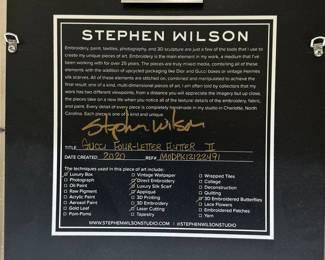 STEPHEN WILSON
Embroidery, paint, textiles, photography, and 3D sculpture are just a few of the tools that I use to
create my unique pieces of art. Embroidery is the main element in my work, a medium that I've
been working with for over 25 years. The pieces are truly mixed media, combining all of these
elements with the addition of upcycled packaging like Dior and Gucci boxes or vintage Hermès
silk scarves. All of these elements are stitched on, combined and manipulated to achieve the
final result, one of a kind, multi-dimensional pieces of art. I am often told by collectors that my
work has two different viewpoints, from a distance you will appreciate the imagery but close up,
the pieces take on a new life when you notice all of the textural details of the embroidery, fabric,
and paint. Every detail of every piece is completely handmade in my studio in Charlotte, North
Carolina. Each piece is one of a kind and unique.
Stephen Wilson
TITLE: GUCCI FOUR-LETTER FLUTTER II
DATE CREATED: 2020 REF# MODPK12122491
The techniques used in this piece of art include:
Luxury Box
Photograph
Oil Paint
Raw Pigment
Acrylic Paint
Aerosol Paint
Gold Leaf
Pom-Poms
Vintage Wallpaper
Direct Embroidery
Luxury Silk Scarf
Appliqué
3D Printing
3D Embroidery
Laser Cutting
Tapestry
Wrapped Tiles
Collage
Deconstruction
Quilting
3D Embroidered Butterflies
Lace Flowers
Embroidered Patches
Yarn
WWW.STEPHENWILSONSTUDIO.COM | @STEPHENWILSONSTUDIO